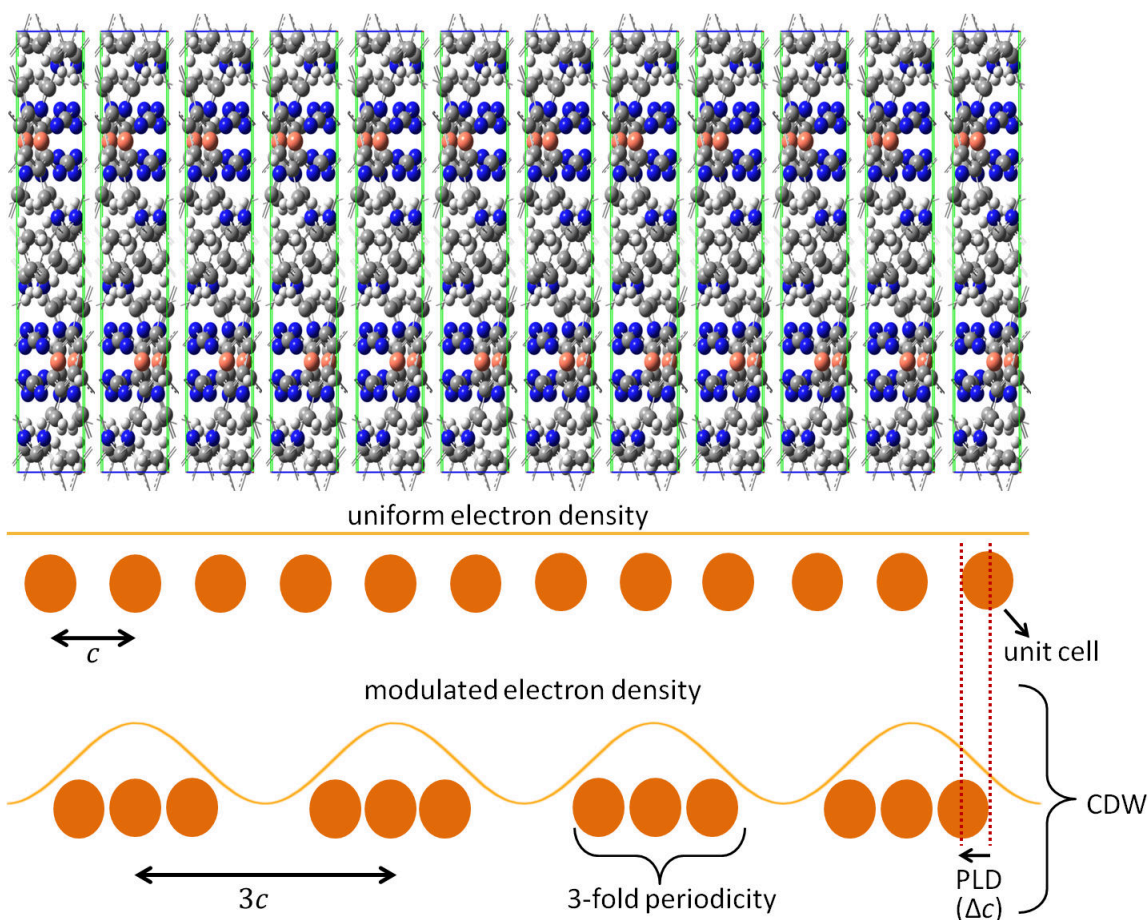 uniform electron density
c
unit cell
modulated electron density
CDW
3c
3-fold periodicity
PLD
(Δc)